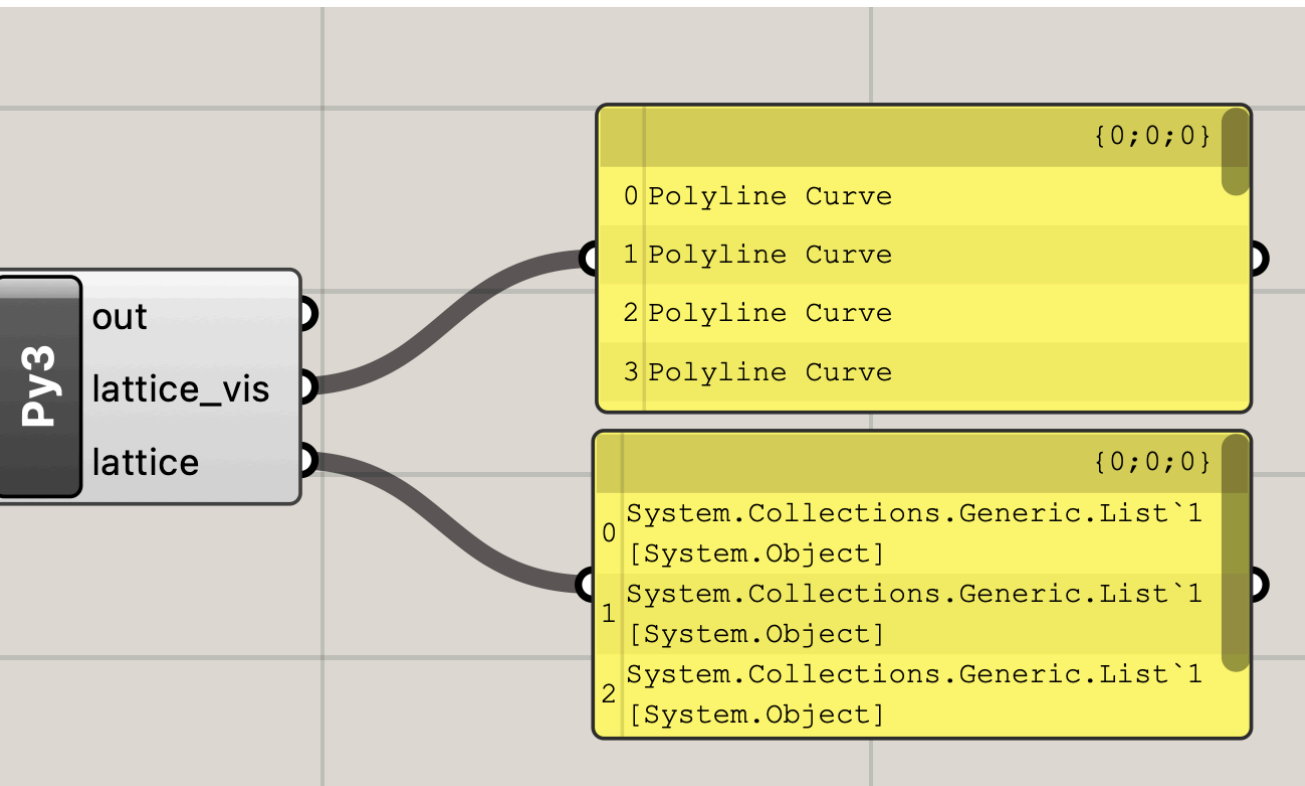 Py3
out
lattice_vis
lattice
{0;0;0}
0 Polyline Curve
1 Polyline Curve
2 Polyline Curve
3 Polyline Curve
{0;0;0}
0 System.Collections.Generic.List`1
[System.Object]
1 System.Collections.Generic.List`1
[System.Object]
2 System.Collections.Generic.List`1
[System.Object]